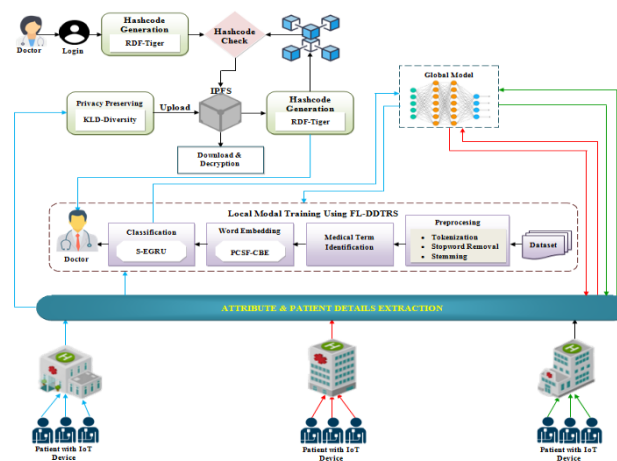 Doctor
Login
Hashcode
Generation
RDF-Tiger
Hashcode
Check
Global Model
Privacy Preserving
KLD-Diversity
Upload
IPFS
Hashcode
Generation
RDF-Tiger
Download &
Decryption
Local Modal Training Using FL-DDTRS
Doctor
Classification
S-EGRU
Word Embedding
PCSF-CBE
Medical Term
Identification
Preprocesing
• Tokenization
• Stopword Removal
• Stemming
Dataset
ATTRIBUTE & PATIENT DETAILS EXTRACTION
Patient with IoT
Device
Patient with IoT
Device
Patient with IoT
Device